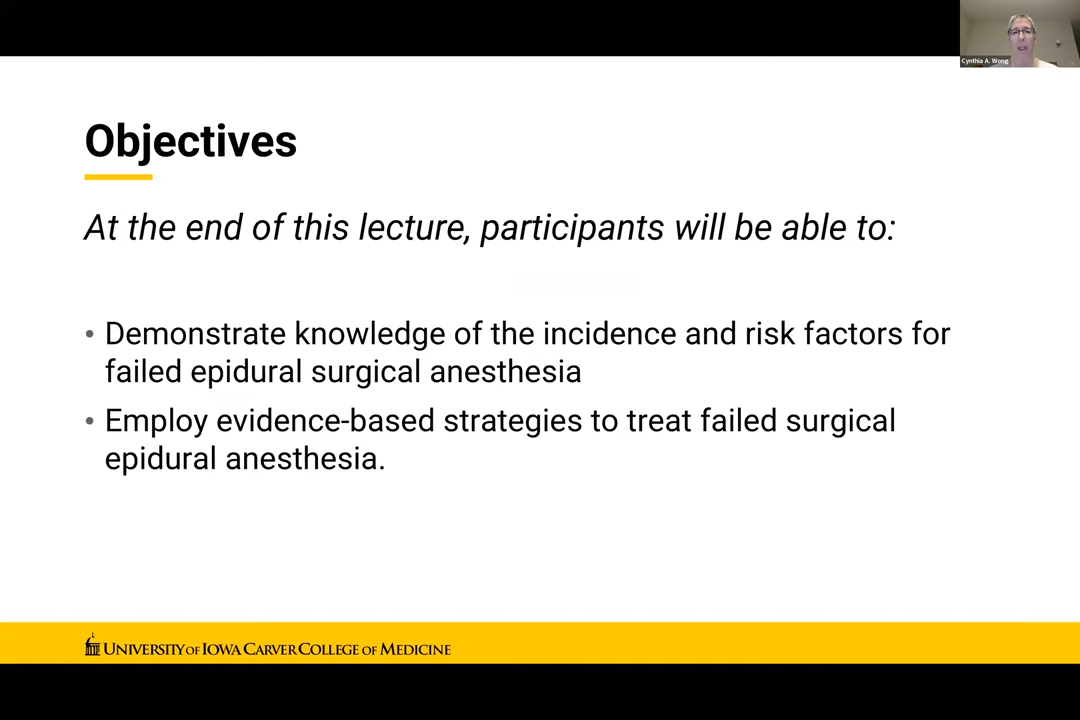 Cynthia A. Wong
Objectives
At the end of this lecture, participants will be able to:
• Demonstrate knowledge of the incidence and risk factors for
failed epidural surgical anesthesia
• Employ evidence-based strategies to treat failed surgical
epidural anesthesia.
UNIVERSITY OF IOWA CARVER COLLEGE OF MEDICINE